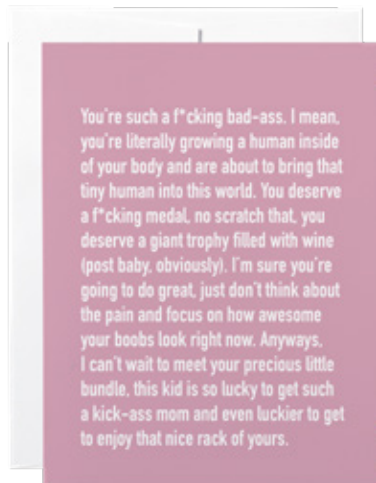 You're such a f*cking bad-ass. I mean,
you're literally growing a human inside
of your body and are about to bring that
tiny human into this world. You deserve
a f*cking medal, no scratch that, you
deserve a giant trophy filled with wine
(post baby, obviously). I'm sure you're
going to do great, just don't think about
the pain and focus on how awesome
your boobs look right now. Anyways,
I can't wait to meet your precious little
bundle, this kid is so lucky to get such
a kick-ass mom and even luckier to get
to enjoy that nice rack of yours.